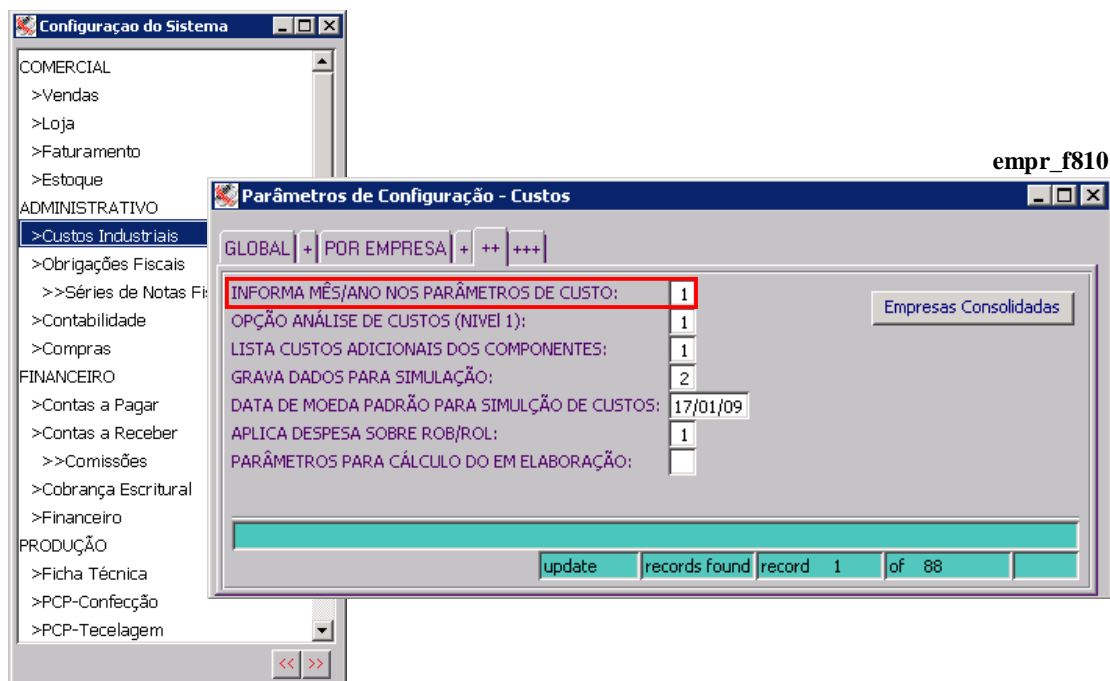 Configuraçao do Sistema
COMERCIAL
>Vendas
>Loja
>Faturamento
>Estoque
ADMINISTRATIVO
>Custos Industriais
>Obrigações Fiscais
>>Séries de Notas Fi
>Contabilidade
>Compras
FINANCEIRO
>Contas a Pagar
>Contas a Receber
>>Comissões
>Cobrança Escritural
>Financeiro
PRODUÇÃO
>Ficha Técnica
>PCP-Confecção
>PCP-Tecelagem
<< >>
empr_f810
Parâmetros de Configuração - Custos
GLOBAL + POR EMPRESA + ++ +++
INFORMA MÊS/ANO NOS PARÂMETROS DE CUSTO: 1
Empresas Consolidadas
OPÇÃO ANÁLISE DE CUSTOS (NIVEl 1): 1
LISTA CUSTOS ADICIONAIS DOS COMPONENTES: 1
GRAVA DADOS PARA SIMULAÇÃO: 2
DATA DE MOEDA PADRÃO PARA SIMULÇÃO DE CUSTOS: 17/01/09
APLICA DESPESA SOBRE ROB/ROL: 1
PARÂMETROS PARA CÁLCULO DO EM ELABORAÇÃO:
update records found record 1 of 88